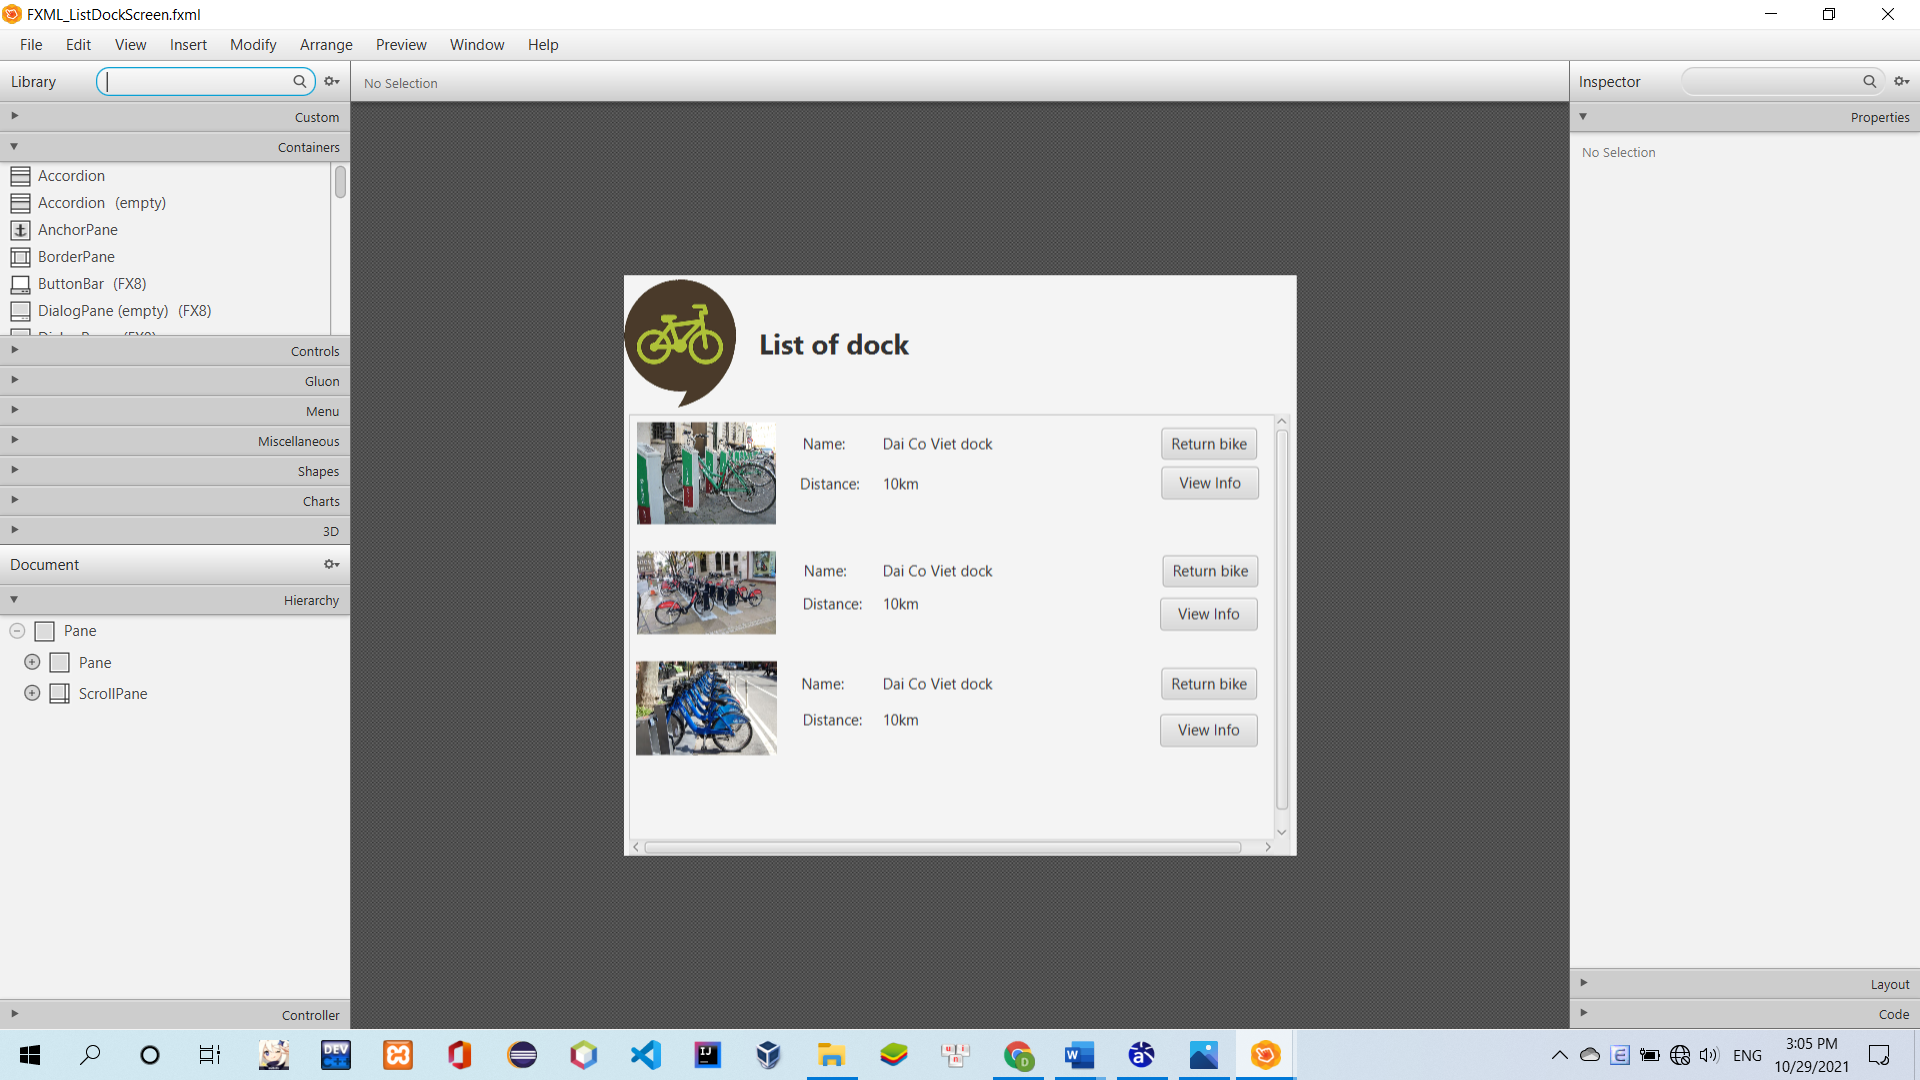 FXML_ListDockScreen.fxml
File Edit View Insert Modify Arrange Preview Window Help
Library
No Selection
Inspector
Custom
Properties
Containers
No Selection
Accordion
Accordion (empty)
AnchorPane
BorderPane
ButtonBar (FX8)
DialogPane (empty) (FX8)
Controls
Gluon
Menu
Miscellaneous
Shapes
Charts
3D
Document
Hierarchy
Pane
Pane
ScrollPane
Controller
List of dock
Name: Dai Co Viet dock Return bike
Distance: 10km View Info
Name: Dai Co Viet dock Return bike
Distance: 10km View Info
Name: Dai Co Viet dock Return bike
Distance: 10km View Info
Layout
Code
DEV
C++
IJ
D
W
ENG
3:05 PM
10/29/2021